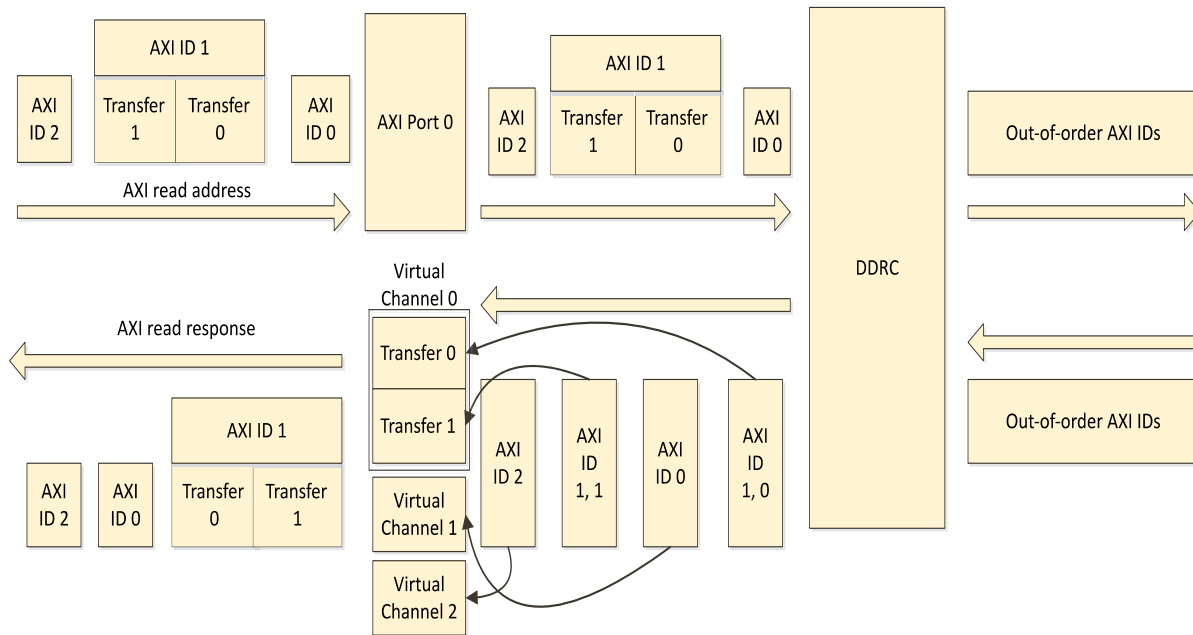 AXI ID 1
AXI
ID 2
Transfer
1
Transfer
0
AXI
ID 0
AXI read address
AXI Port 0
AXI ID 1
AXI
ID 2
Transfer
1
Transfer
0
AXI
ID 0
DDRC
Out-of-order AXI IDs
Virtual
Channel 0
AXI read response
Transfer 0
Transfer 1
AXI ID 1
AXI
ID 2
AXI
ID 0
Transfer
0
Transfer
1
Virtual
Channel 1
Virtual
Channel 2
AXI
ID 2
AXI
ID
1, 1
AXI
ID 0
AXI
ID
1, 0
Out-of-order AXI IDs